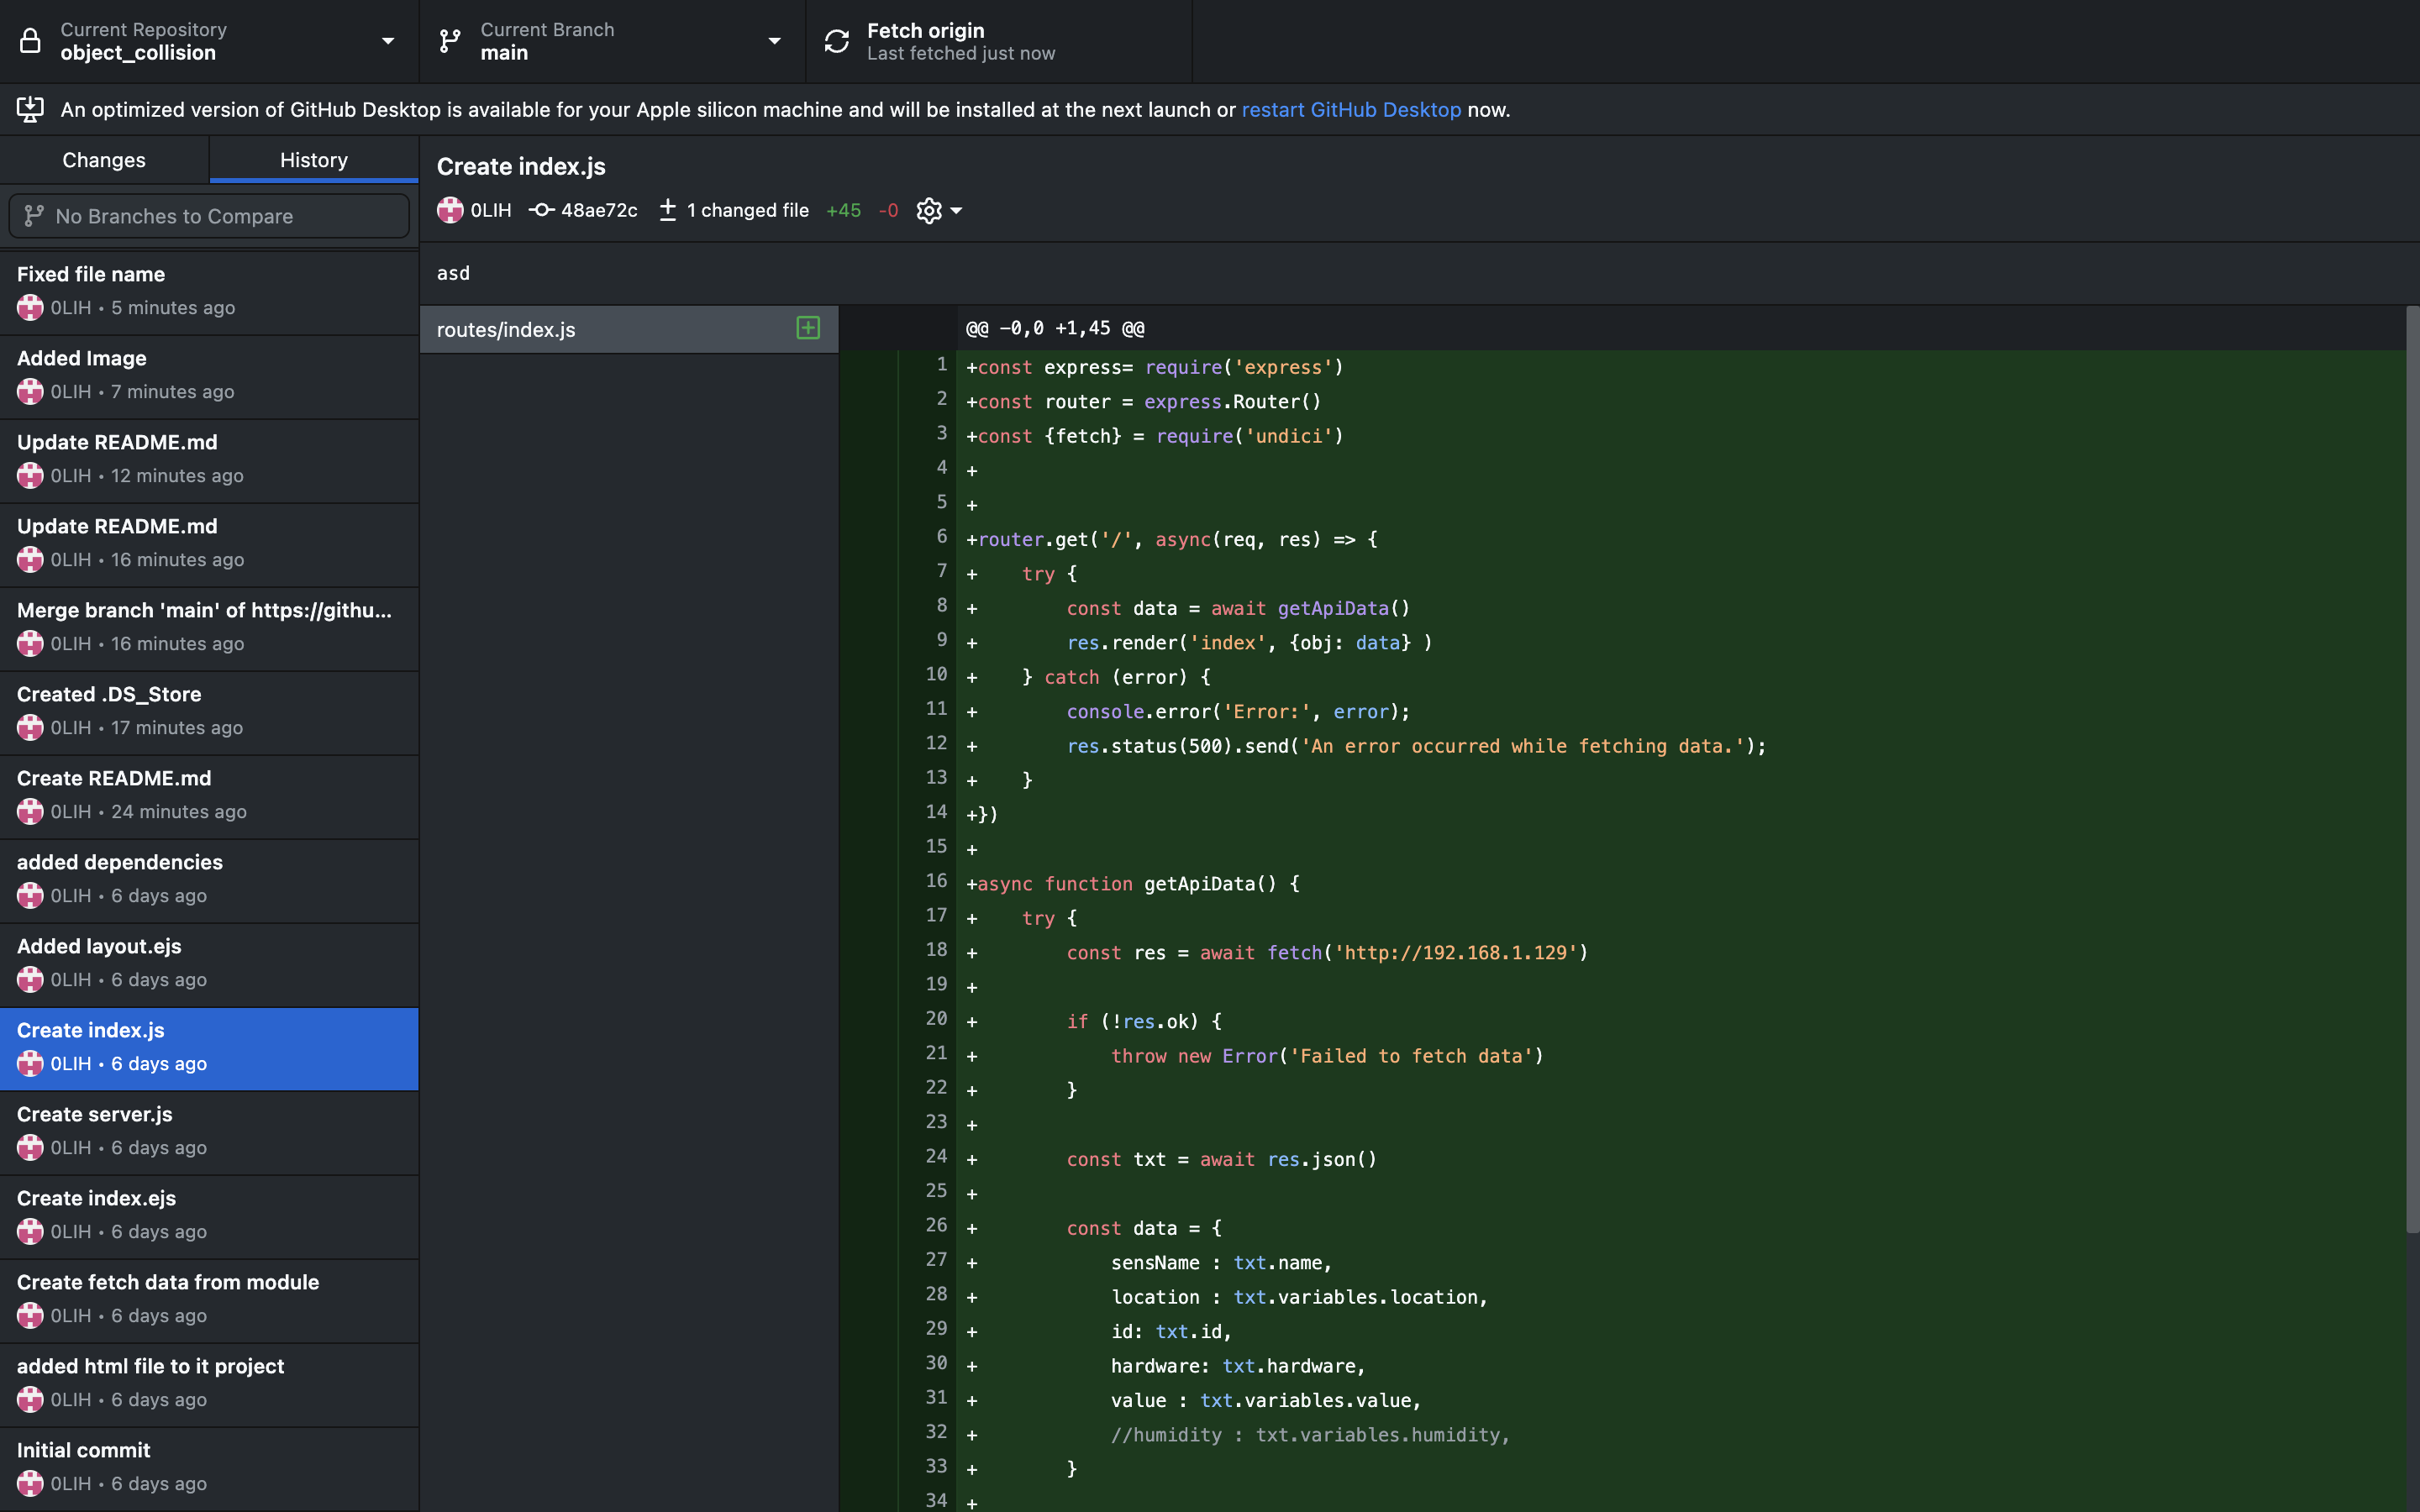 Current Repository
object_collision
Current Branch
main
Fetch origin
Last fetched just now
An optimized version of GitHub Desktop is available for your Apple silicon machine and will be installed at the next launch or restart GitHub Desktop now.
Changes
History
No Branches to Compare
Fixed file name
0LIH • 5 minutes ago
Added Image
0LIH • 7 minutes ago
Update README.md
0LIH • 12 minutes ago
Update README.md
0LIH • 16 minutes ago
Merge branch 'main' of https://githu...
0LIH • 16 minutes ago
Created .DS_Store
0LIH • 17 minutes ago
Create README.md
0LIH • 24 minutes ago
added dependencies
0LIH • 6 days ago
Added layout.ejs
0LIH • 6 days ago
Create index.js
0LIH • 6 days ago
Create server.js
0LIH • 6 days ago
Create index.ejs
0LIH • 6 days ago
Create fetch data from module
0LIH • 6 days ago
added html file to it project
0LIH • 6 days ago
Initial commit
0LIH • 6 days ago
Create index.js
0LIH 48ae72c 1 changed file +45 -0
asd
routes/index.js
@@ -0,0 +1,45 @@
1 +const express= require('express')
2 +const router = express.Router()
3 +const {fetch} = require('undici')
4 +
5 +
6 +router.get('/', async(req, res) => {
7 +    try {
8 +        const data = await getApiData()
9 +        res.render('index', {obj: data} )
10 +    } catch (error) {
11 +        console.error('Error:', error);
12 +        res.status(500).send('An error occurred while fetching data.');
13 +    }
14 +})
15 +
16 +async function getApiData() {
17 +    try {
18 +        const res = await fetch('http://192.168.1.129')
19 +
20 +        if (!res.ok) {
21 +            throw new Error('Failed to fetch data')
22 +        }
23 +
24 +        const txt = await res.json()
25 +
26 +        const data = {
27 +            sensName : txt.name,
28 +            location : txt.variables.location,
29 +            id: txt.id,
30 +            hardware: txt.hardware,
31 +            value : txt.variables.value,
32 +            //humidity : txt.variables.humidity,
33 +        }
34 +